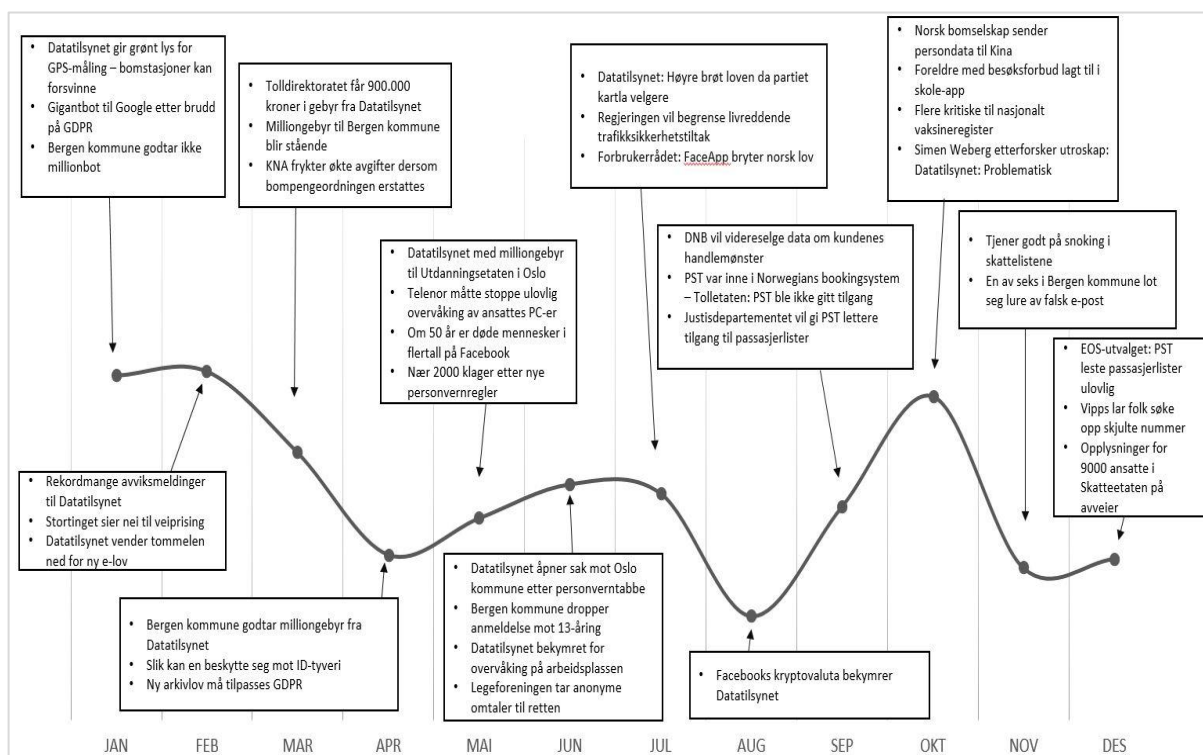 • Datatilsynet gir grønt lys for
GPS-måling – bomstasjoner kan
forsvinne
• Gigantbot til Google etter brudd
på GDPR
• Bergen kommune godtar ikke
millionbot
• Tolldirektoratet får 900.000
kroner i gebyr fra Datatilsynet
• Milliongebyr til Bergen kommune
blir stående
• KNA frykter økte avgifter dersom
bompengeordningen erstattes
• Datatilsynet: Høyre brøt loven da partiet
kartla velgere
• Regjeringen vil begrense livreddende
trafikksikkerhetstiltak
• Forbrukerrådet: FaceApp bryter norsk lov
• Norsk bomselskap sender
persondata til Kina
• Foreldre med besøksforbud lagt til i
skole-app
• Flere kritiske til nasjonalt
vaksineregister
• Simen Weberg etterforsker utroskap:
Datatilsynet: Problematisk
• Datatilsynet med milliongebyr
til Utdanningsetaten i Oslo
• Telenor måtte stoppe ulovlig
overvåking av ansattes PC-er
• Om 50 år er døde mennesker i
flertall på Facebook
• Nær 2000 klager etter nye
personvernregler
• DNB vil videreselge data om kundenes
handlemønster
• PST var inne i Norwegians bookingsystem
– Tolletaten: PST ble ikke gitt tilgang
• Justisdepartementet vil gi PST lettere
tilgang til passasjerlister
• Tjener godt på snoking i
skattelistene
• En av seks i Bergen kommune lot
seg lure av falsk e-post
• EOS-utvalget: PST
leste passasjerlister
ulovlig
• Vipps lar folk søke
opp skjulte nummer
• Opplysninger for
9000 ansatte i
Skatteetaten på
avveier
• Rekordmange avviksmeldinger
til Datatilsynet
• Stortinget sier nei til veiprising
• Datatilsynet vender tommelen
ned for ny e-lov
• Bergen kommune godtar milliongebyr fra
Datatilsynet
• Slik kan en beskytte seg mot ID-tyveri
• Ny arkivlov må tilpasses GDPR
• Datatilsynet åpner sak mot Oslo
kommune etter personverntabbe
• Bergen kommune dropper
anmeldelse mot 13-åring
• Datatilsynet bekymret for
overvåking på arbeidsplassen
• Legeforeningen tar anonyme
omtaler til retten
• Facebooks kryptovaluta bekymrer
Datatilsynet
JAN FEB MAR APR MAI JUN JUL AUG SEP OKT NOV DES